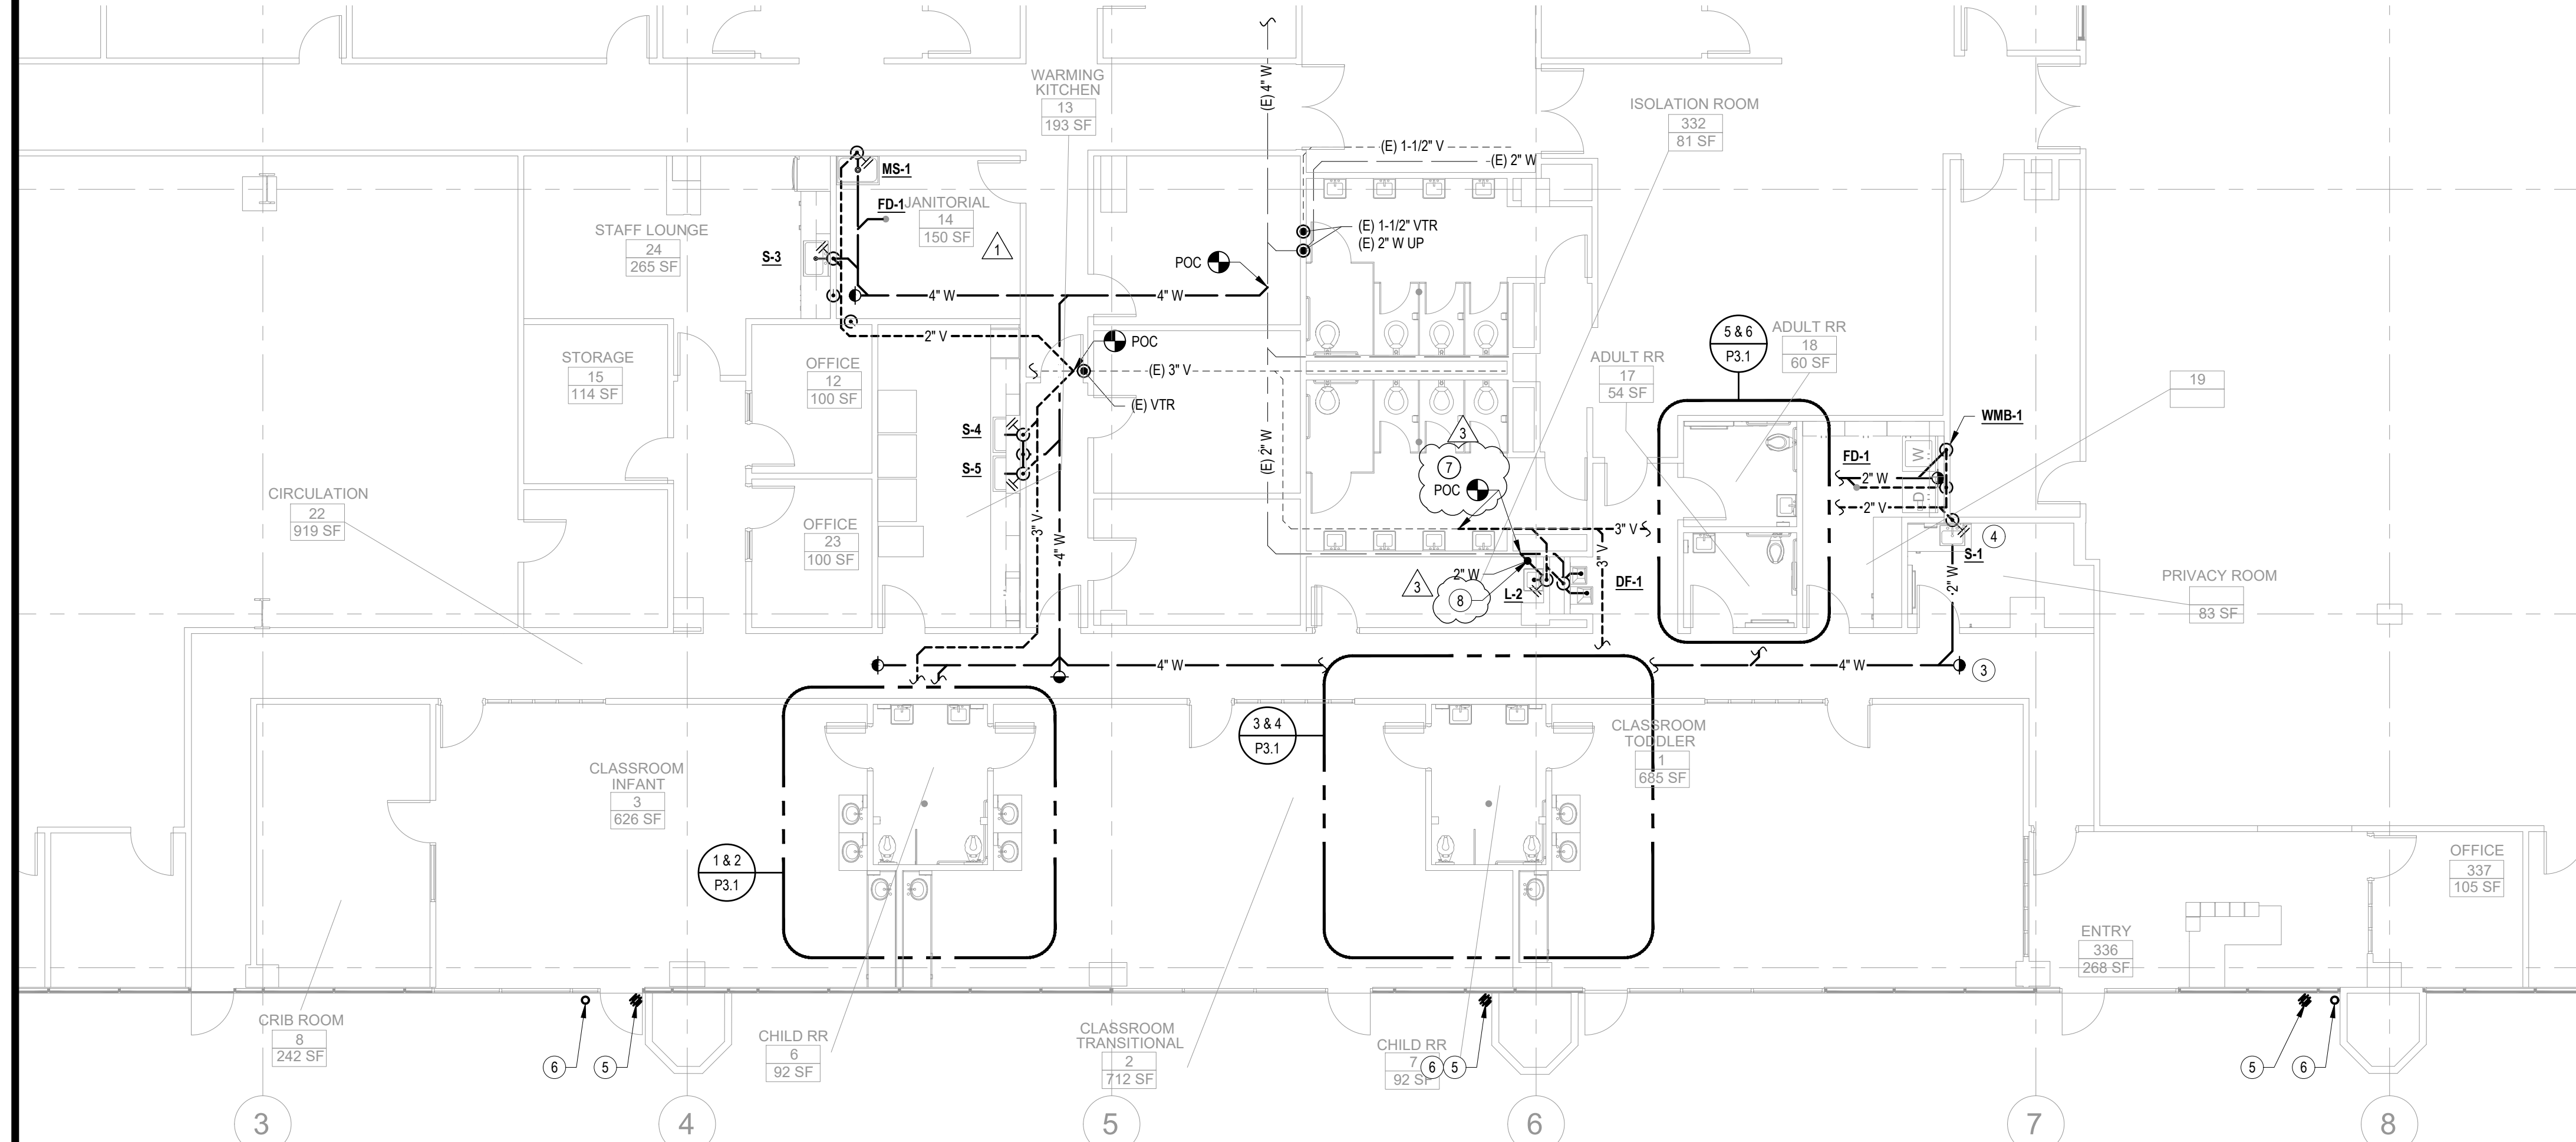 WARMING
KITCHEN
13
193 SF
(E) 4" W
ISOLATION ROOM
332
81 SF
(E) 1-1/2" V
(E) 2" W
MS-1
FD-1
JANITORIAL
14
150 SF
1
STAFF LOUNGE
24
265 SF
S-3
(E) 1-1/2" VTR
(E) 2" W UP
POC
4" W
4" W
2" V
POC
(E) 3" V
(E) VTR
STORAGE
15
114 SF
OFFICE
12
100 SF
5 & 6
P3.1
ADULT RR
18
60 SF
ADULT RR
17
54 SF
19
WMB-1
S-4
S-5
(E) 2" W
3
7
POC
FD-1
W
2" W
D
2" V
CIRCULATION
22
919 SF
OFFICE
23
100 SF
3" V
4" W
3" V
3" V
4
S-1
2" W
3
8
L-2
DF-1
2" W
PRIVACY ROOM
83 SF
4" W
4" W
3
3 & 4
P3.1
CLASSROOM
TODDLER
1
685 SF
CLASSROOM
INFANT
3
626 SF
1 & 2
P3.1
OFFICE
337
105 SF
ENTRY
336
268 SF
CRIB ROOM
8
242 SF
6
5
CHILD RR
6
92 SF
CLASSROOM
TRANSITIONAL
2
712 SF
CHILD RR
7
92 SF
6
5
5
6
3
4
5
6
7
8